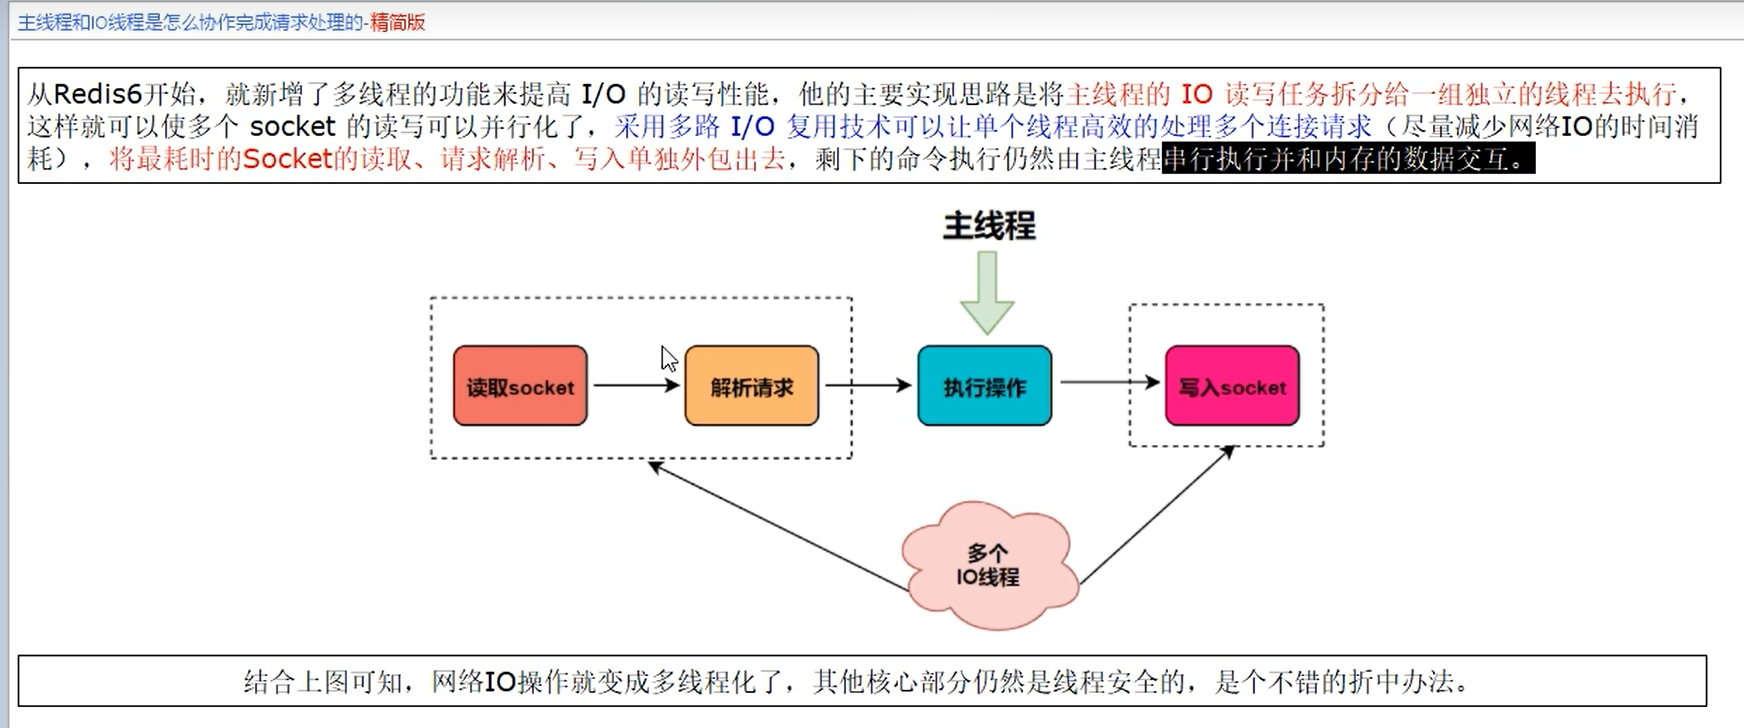 主线程和IO线程是怎么协作完成请求处理的-精简版
从Redis6开始，就新增了多线程的功能来提高 I/O 的读写性能，他的主要实现思路是将主线程的 IO 读写任务拆分给一组独立的线程去执行，
这样就可以使多个 socket 的读写可以并行化了，采用多路 I/O 复用技术可以让单个线程高效的处理多个连接请求（尽量减少网络IO的时间消
耗），将最耗时的Socket的读取、请求解析、写入单独外包出去，剩下的命令执行仍然由主线程串行执行并和内存的数据交互。
主线程
读取socket
解析请求
执行操作
写入socket
多个
IO线程
结合上图可知，网络IO操作就变成多线程化了，其他核心部分仍然是线程安全的，是个不错的折中办法。